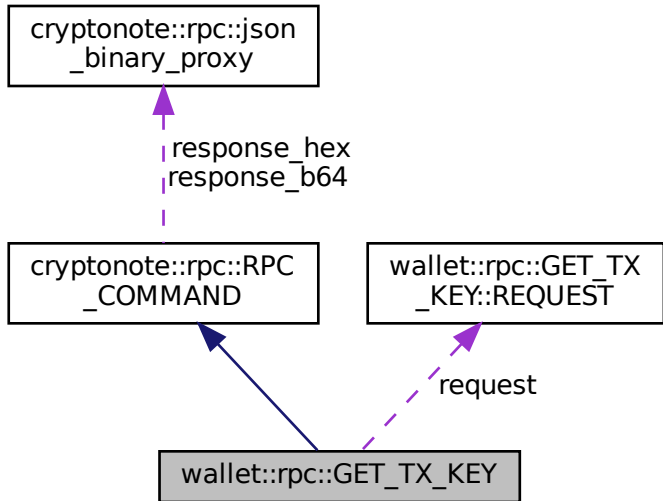 cryptonote::rpc::json
_binary_proxy
response_hex
response_b64
cryptonote::rpc::RPC
_COMMAND
wallet::rpc::GET_TX
_KEY::REQUEST
request
wallet::rpc::GET_TX_KEY